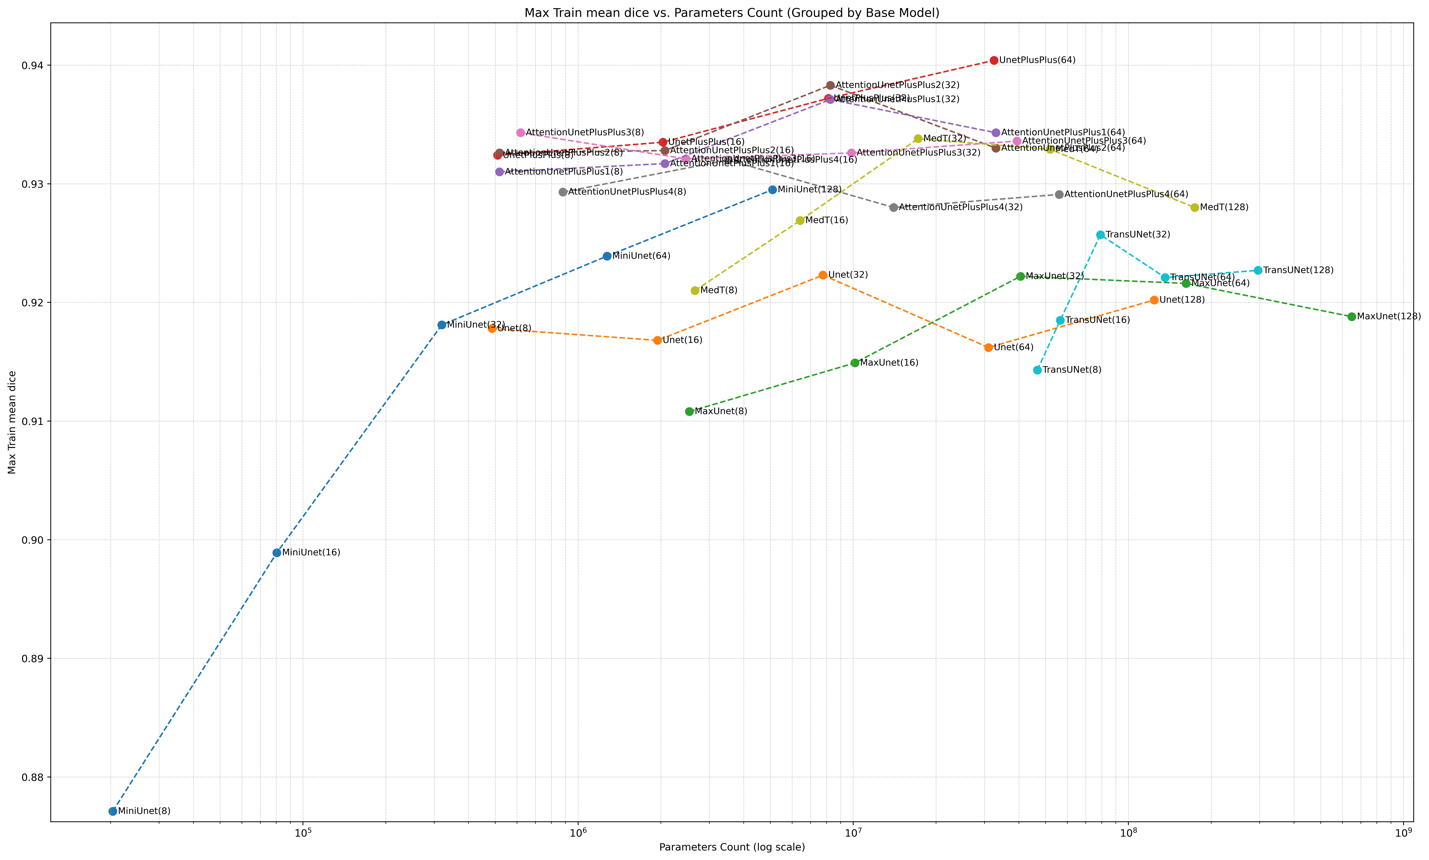 Max Train mean dice vs. Parameters Count (Grouped by Base Model)
Max Train mean dice
0.94
0.93
0.92
0.91
0.90
0.89
0.88
UnetPlusPlus(64)
AttentionUnetPlusPlus2(32)
AttentionUnetPlusPlus1(32)
AttentionUnetPlusPlus3(8)
AttentionUnetPlusPlus1(64)
MedT(32)
UnetPlusPlus(16)
AttentionUnetPlusPlus3(64)
AttentionUnetPlusPlus2(64)
AttentionUnetPlusPlus2(16)
AttentionUnetPlusPlus2(8)
UnetPlusPlus(8)
AttentionUnetPlusPlus3(32)
AttentionUnetPlusPlus1(16)
AttentionUnetPlusPlus1(8)
AttentionUnetPlusPlus4(8)
MiniUnet(128)
AttentionUnetPlusPlus4(64)
AttentionUnetPlusPlus4(32)
MedT(128)
MedT(16)
TransUNet(32)
MiniUnet(64)
TransUNet(128)
TransUNet(64)
MaxUnet(32)
Unet(32)
MaxUnet(64)
MedT(8)
Unet(128)
MaxUnet(128)
TransUNet(16)
MiniUnet(32)
Unet(8)
Unet(16)
Unet(64)
MaxUnet(16)
TransUNet(8)
MaxUnet(8)
MiniUnet(16)
MiniUnet(8)
10⁵
10⁶
10⁷
10⁸
10⁹
Parameters Count (log scale)